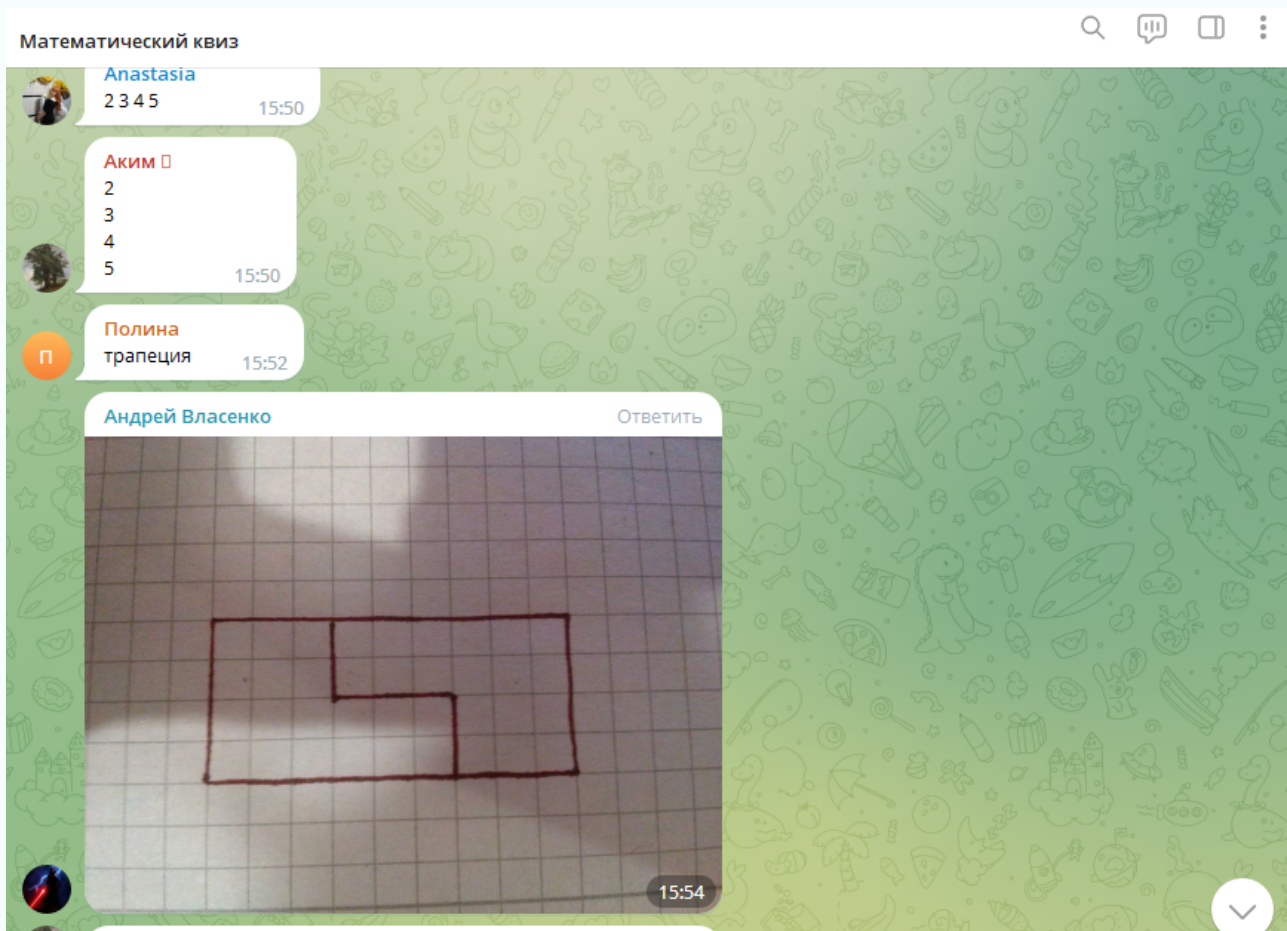 Математический квиз
Anastasia
2 3 4 5
15:50
Аким
2
3
4
5
15:50
Полина
П
трапеция
15:52
Андрей Власенко
Ответить
15:54